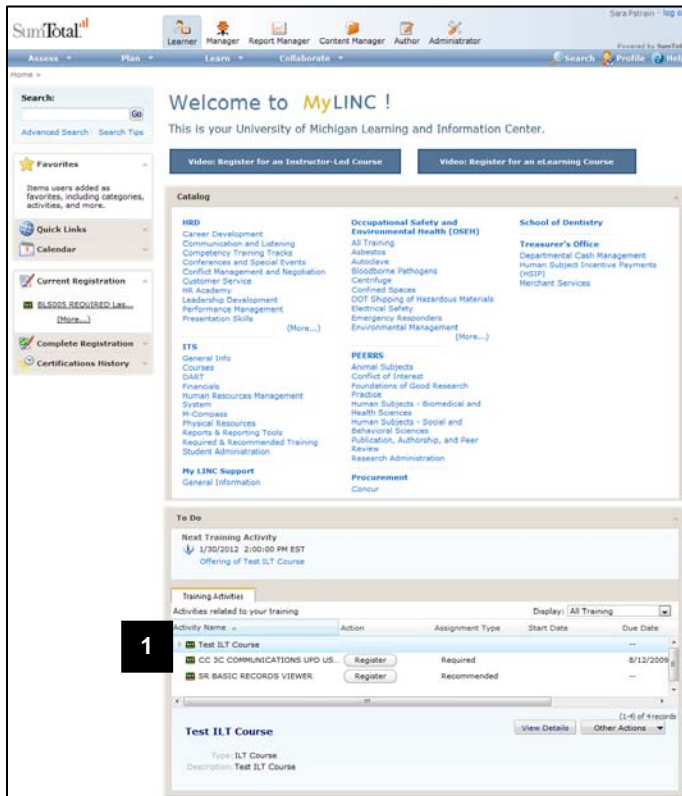 Sara Petrein - log o
SumTotal
Learner Manager Report Manager Content Manager Author Administrator
Powered by SumTot
Assess Plan Learn Collaborate Search Profile Help
Home >
Search:
Go
Advanced Search Search Tips
Favorites
Items users added as
favorites, including categories,
activities, and more.
Quick Links
Calendar
Current Registration
BLS005 REQUIRED Las...
(More...)
Complete Registration
Certifications History
Welcome to MyLINC !
This is your University of Michigan Learning and Information Center.
Video: Register for an Instructor-Led Course Video: Register for an eLearning Course
Catalog
HRD
Career Development
Communication and Listening
Competency Training Tracks
Conferences and Special Events
Conflict Management and Negotiation
Customer Service
HR Academy
Leadership Development
Performance Management
Presentation Skills
(More...)
ITS
General Info
Courses
DART
Financials
Human Resources Management
System
M-Compass
Physical Resources
Reports & Reporting Tools
Required & Recommended Training
Student Administration
My LINC Support
General Information
Occupational Safety and
Environmental Health (OSEH)
All Training
Asbestos
Autoclave
Bloodborne Pathogens
Centrifuge
Confined Spaces
DOT Shipping of Hazardous Materials
Electrical Safety
Emergency Responders
Environmental Management
(More...)
PEERRS
Animal Subjects
Conflict of Interest
Foundations of Good Research
Practice
Human Subjects - Biomedical and
Health Sciences
Human Subjects - Social and
Behavioral Sciences
Publication, Authorship, and Peer
Review
Research Administration
Procurement
Concur
School of Dentistry
Treasurer's Office
Departmental Cash Management
Human Subject Incentive Payments
(HSIP)
Merchant Services
To Do
Next Training Activity
1/30/2012 2:00:00 PM EST
Offering of Test ILT Course
Training Activities
Activities related to your training Display: All Training
Activity Name Action Assignment Type Start Date Due Date
1
Test ILT Course --
CC 3C COMMUNICATIONS UPD US... Register Required 8/12/2009
SR BASIC RECORDS VIEWER Register Recommended --
(1-4) of 4 records
Test ILT Course View Details Other Actions
Type: ILT Course
Description: Test ILT Course